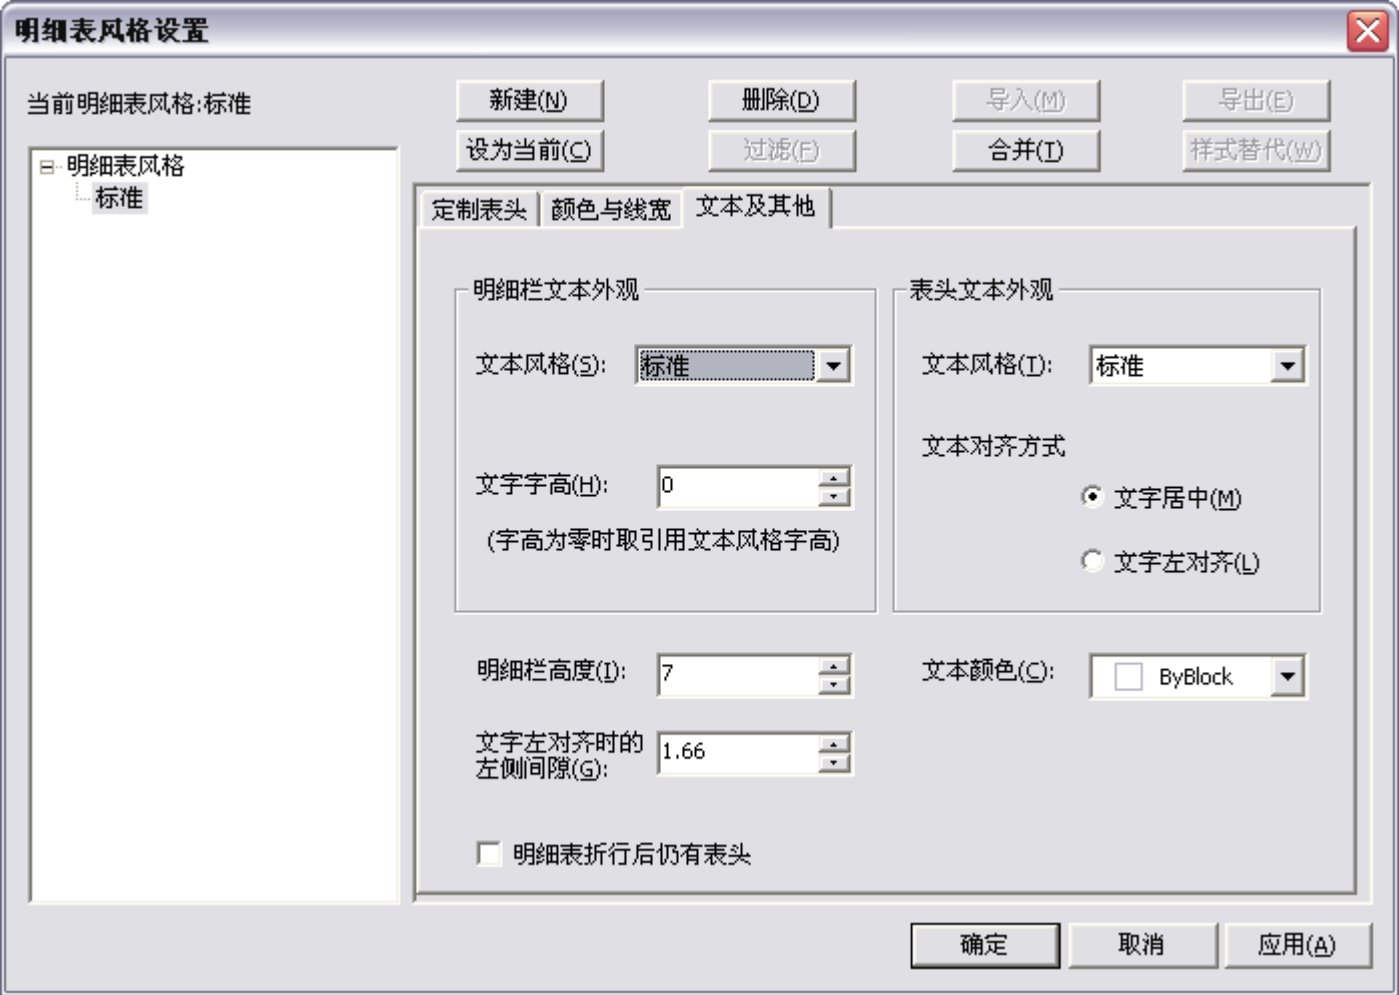 明细表风格设置
当前明细表风格:标准
新建(N)
删除(D)
导入(M)
导出(E)
设为当前(C)
过滤(F)
合并(T)
样式替代(W)
明细表风格
标准
定制表头
颜色与线宽
文本及其他
明细栏文本外观
文本风格(S):
标准
文字字高(H):
0
(字高为零时取引用文本风格字高)
表头文本外观
文本风格(T):
标准
文本对齐方式
文字居中(M)
文字左对齐(L)
明细栏高度(I):
7
文本颜色(C):
ByBlock
文字左对齐时的
左侧间隙(G):
1.66
明细表折行后仍有表头
确定
取消
应用(A)